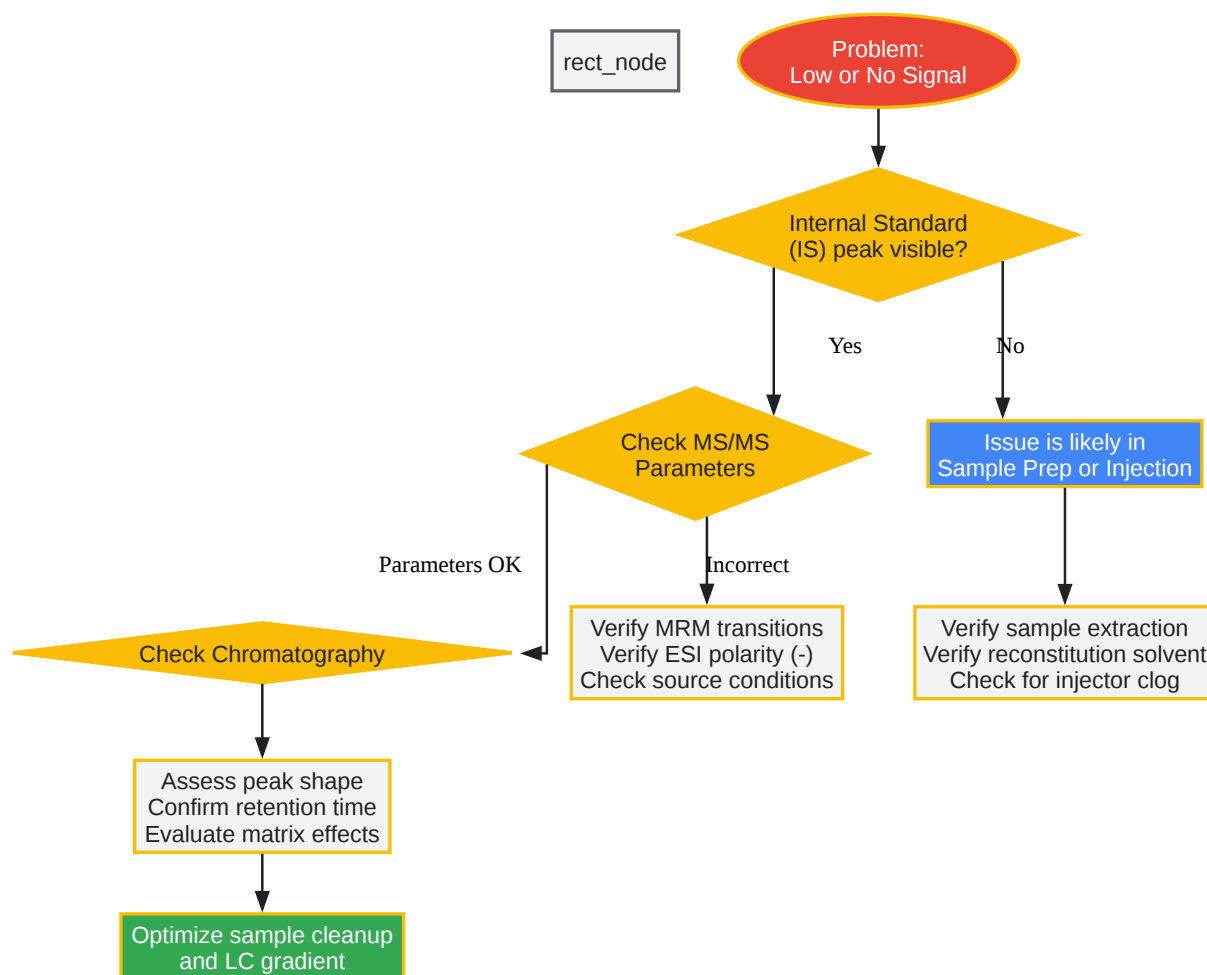 rect_node
Problem:
Low or No Signal
Internal Standard
(IS) peak visible?
Yes
No
Check MS/MS
Parameters
Issue is likely in
Sample Prep or Injection
Parameters OK
Incorrect
Check Chromatography
Verify MRM transitions
Verify ESI polarity (-)
Check source conditions
Verify sample extraction
Verify reconstitution solvent
Check for injector clog
Assess peak shape
Confirm retention time
Evaluate matrix effects
Optimize sample cleanup
and LC gradient